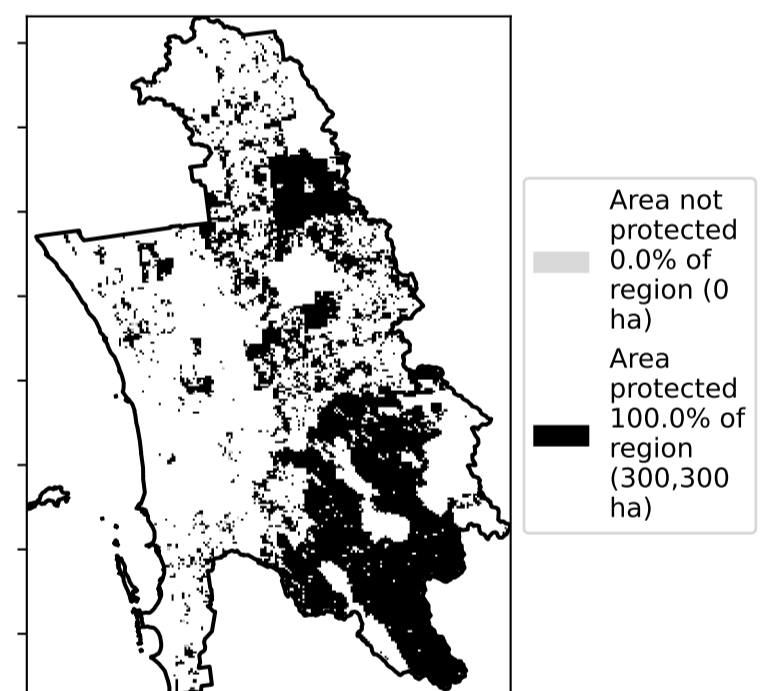 Area not
protected
0.0% of
region (0
ha)
Area
protected
100.0% of
region
(300,300
ha)